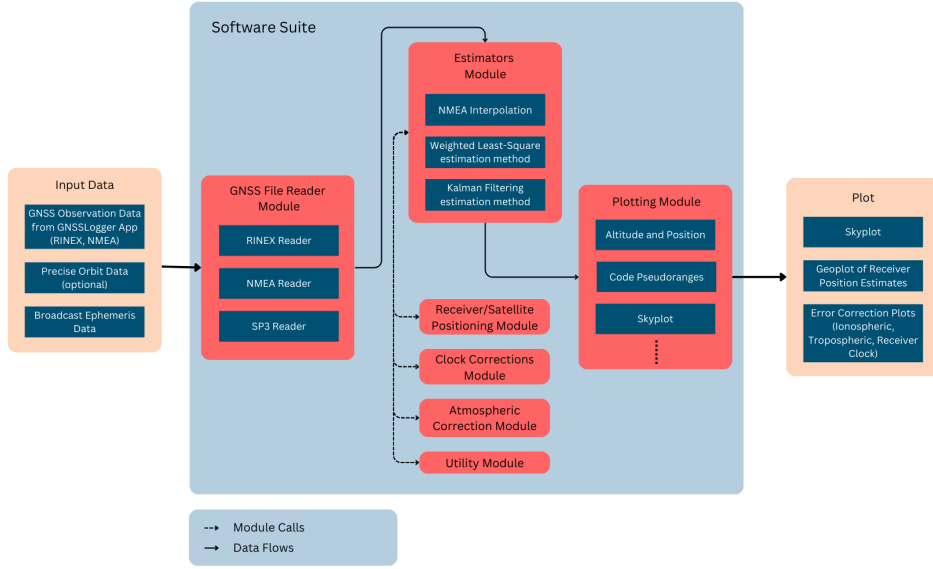 Software Suite
Input Data
GNSS Observation Data
from GNSSLogger App
(RINEX, NMEA)
Precise Orbit Data
(optional)
Broadcast Ephemeris
Data
GNSS File Reader
Module
RINEX Reader
NMEA Reader
SP3 Reader
Estimators
Module
NMEA Interpolation
Weighted Least-Square
estimation method
Kalman Filtering
estimation method
Receiver/Satellite
Positioning Module
Clock Corrections
Module
Atmospheric
Correction Module
Utility Module
Plotting Module
Altitude and Position
Code Pseudoranges
Skyplot
Plot
Skyplot
Geoplot of Receiver
Position Estimates
Error Correction Plots
(Ionospheric,
Tropospheric, Receiver
Clock)
Module Calls
Data Flows